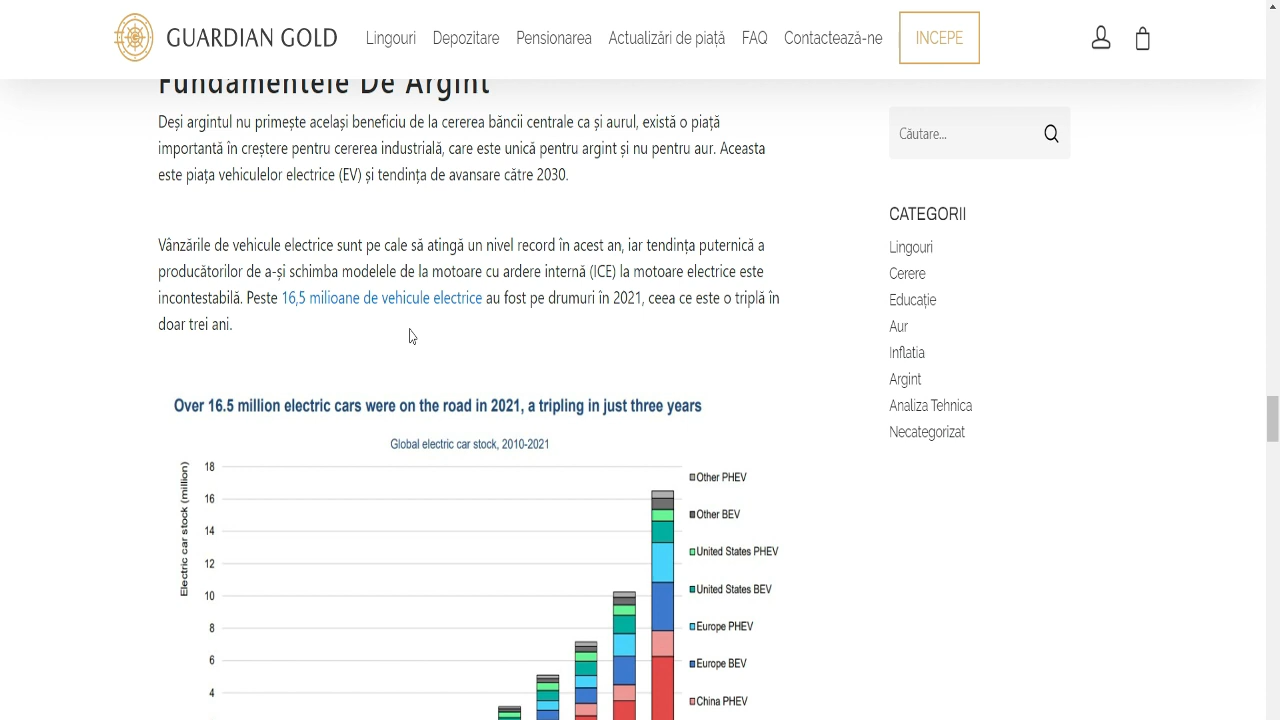 GUARDIAN GOLD
Lingouri Depozitare Pensionarea Actualizări de piață FAQ Contactează-ne INCEPE
Fundamentele De Argint
Deși argintul nu primește același beneficiu de la cererea băncii centrale ca și aurul, există o piață
importantă în creștere pentru cererea industrială, care este unică pentru argint și nu pentru aur. Aceasta
este piața vehiculelor electrice (EV) și tendința de avansare către 2030.
Vânzările de vehicule electrice sunt pe cale să atingă un nivel record în acest an, iar tendința puternică a
producătorilor de a-și schimba modelele de la motoare cu ardere internă (ICE) la motoare electrice este
incontestabilă. Peste 16,5 milioane de vehicule electrice au fost pe drumuri în 2021, ceea ce este o triplă în
doar trei ani.
Căutare...
CATEGORII
Lingouri
Cerere
Educație
Aur
Inflatia
Argint
Analiza Tehnica
Necategorizat
Over 16.5 million electric cars were on the road in 2021, a tripling in just three years
Global electric car stock, 2010-2021
Electric car stock (million)
18
16
14
12
10
8
6
4
Other PHEV
Other BEV
United States PHEV
United States BEV
Europe PHEV
Europe BEV
China PHEV